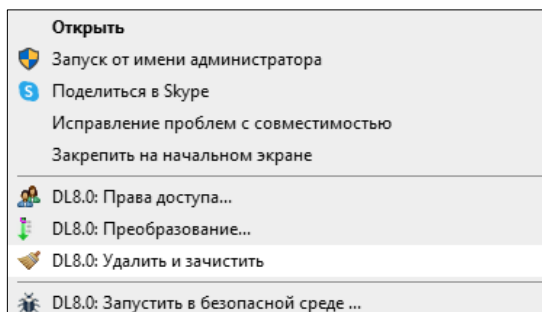 Открыть
Запуск от имени администратора
Поделиться в Skype
Исправление проблем с совместимостью
Закрепить на начальном экране
DL8.0: Права доступа...
DL8.0: Преобразование...
DL8.0: Удалить и зачистить
DL8.0: Запустить в безопасной среде ...